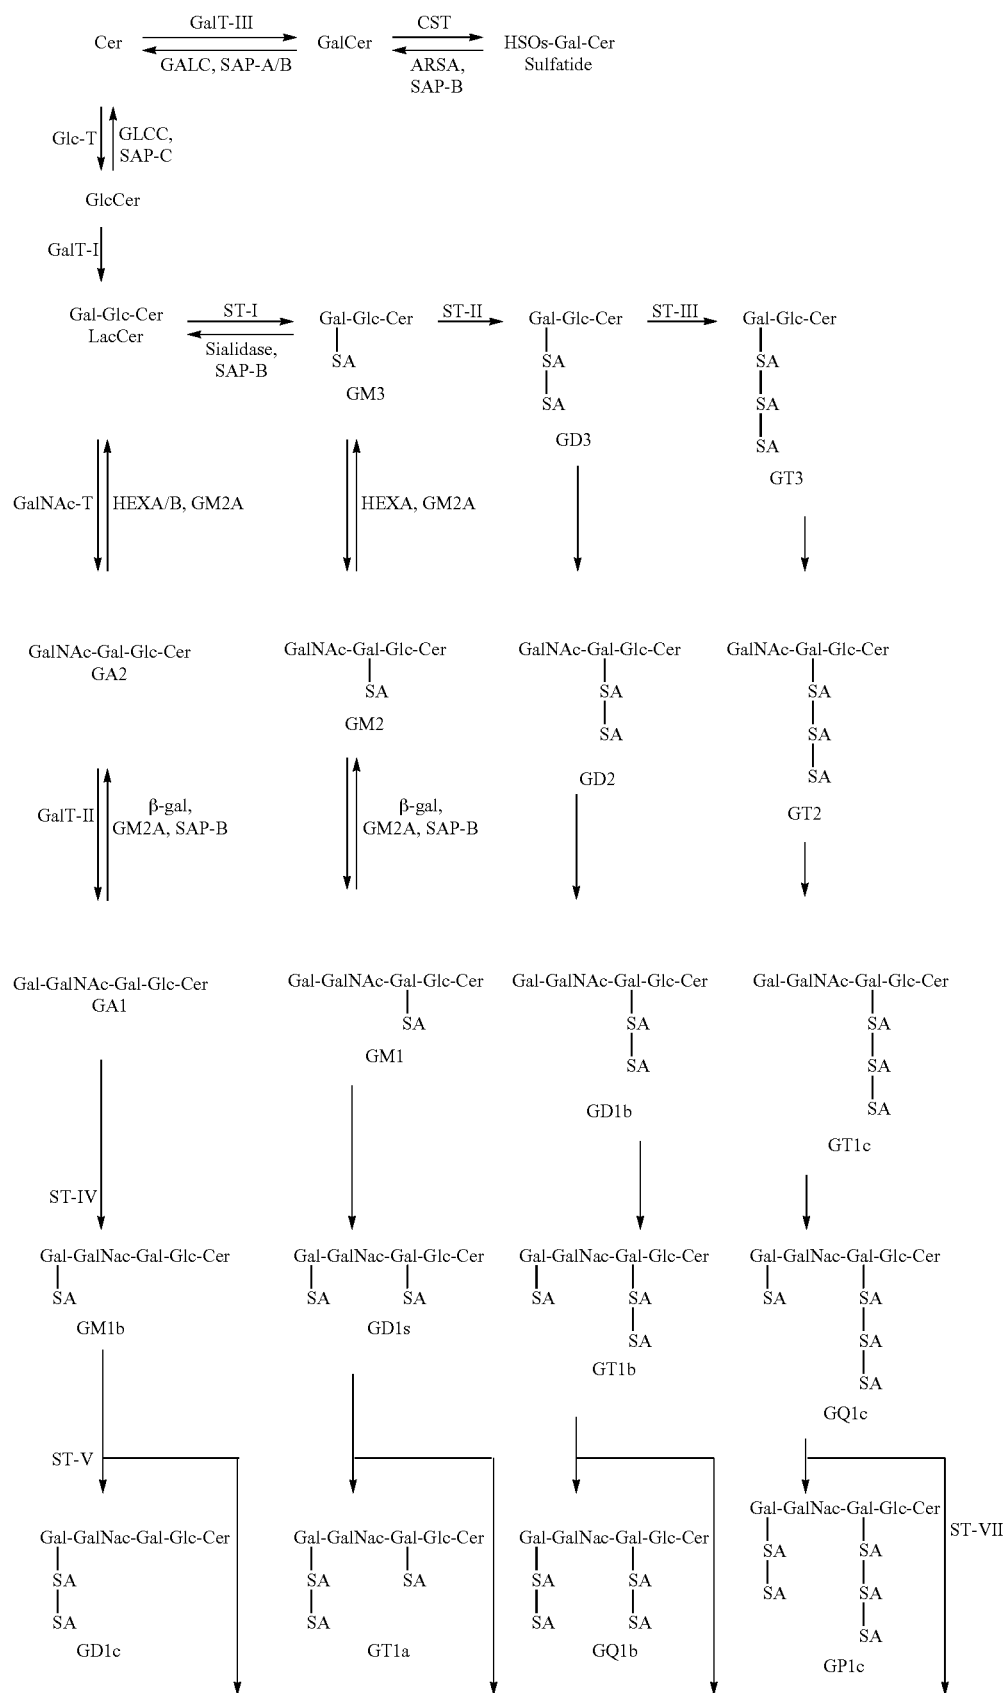 GalT-III
CST
Cer
GalCer
HSOs-Gal-Cer
Sulfatide
GALC, SAP-A/B
ARSA,
SAP-B
Glc-T
GLCC,
SAP-C
GlcCer
GalT-I
Gal-Glc-Cer
LacCer
ST-I
Sialidase,
SAP-B
Gal-Glc-Cer
SA
GM3
ST-II
Gal-Glc-Cer
SA
SA
GD3
ST-III
Gal-Glc-Cer
SA
SA
SA
GT3
GalNAc-T
HEXA/B, GM2A
HEXA, GM2A
GalNAc-Gal-Glc-Cer
GA2
GalNAc-Gal-Glc-Cer
SA
GM2
GalNAc-Gal-Glc-Cer
SA
SA
GD2
GalNAc-Gal-Glc-Cer
SA
SA
SA
GT2
GalT-II
β-gal,
GM2A, SAP-B
β-gal,
GM2A, SAP-B
Gal-GalNAc-Gal-Glc-Cer
GA1
Gal-GalNAc-Gal-Glc-Cer
SA
GM1
Gal-GalNAc-Gal-Glc-Cer
SA
SA
GD1b
Gal-GalNAc-Gal-Glc-Cer
SA
SA
SA
GT1c
ST-IV
Gal-GalNac-Gal-Glc-Cer
SA
GM1b
Gal-GalNac-Gal-Glc-Cer
SA SA
GD1s
Gal-GalNac-Gal-Glc-Cer
SA SA
SA
GT1b
Gal-GalNac-Gal-Glc-Cer
SA SA
SA
SA
GQ1c
ST-V
Gal-GalNac-Gal-Glc-Cer
SA
SA
GD1c
Gal-GalNac-Gal-Glc-Cer
SA SA
SA
GT1a
Gal-GalNac-Gal-Glc-Cer
SA SA
SA SA
GQ1b
Gal-GalNac-Gal-Glc-Cer
SA SA
SA SA
SA
GP1c
ST-VII